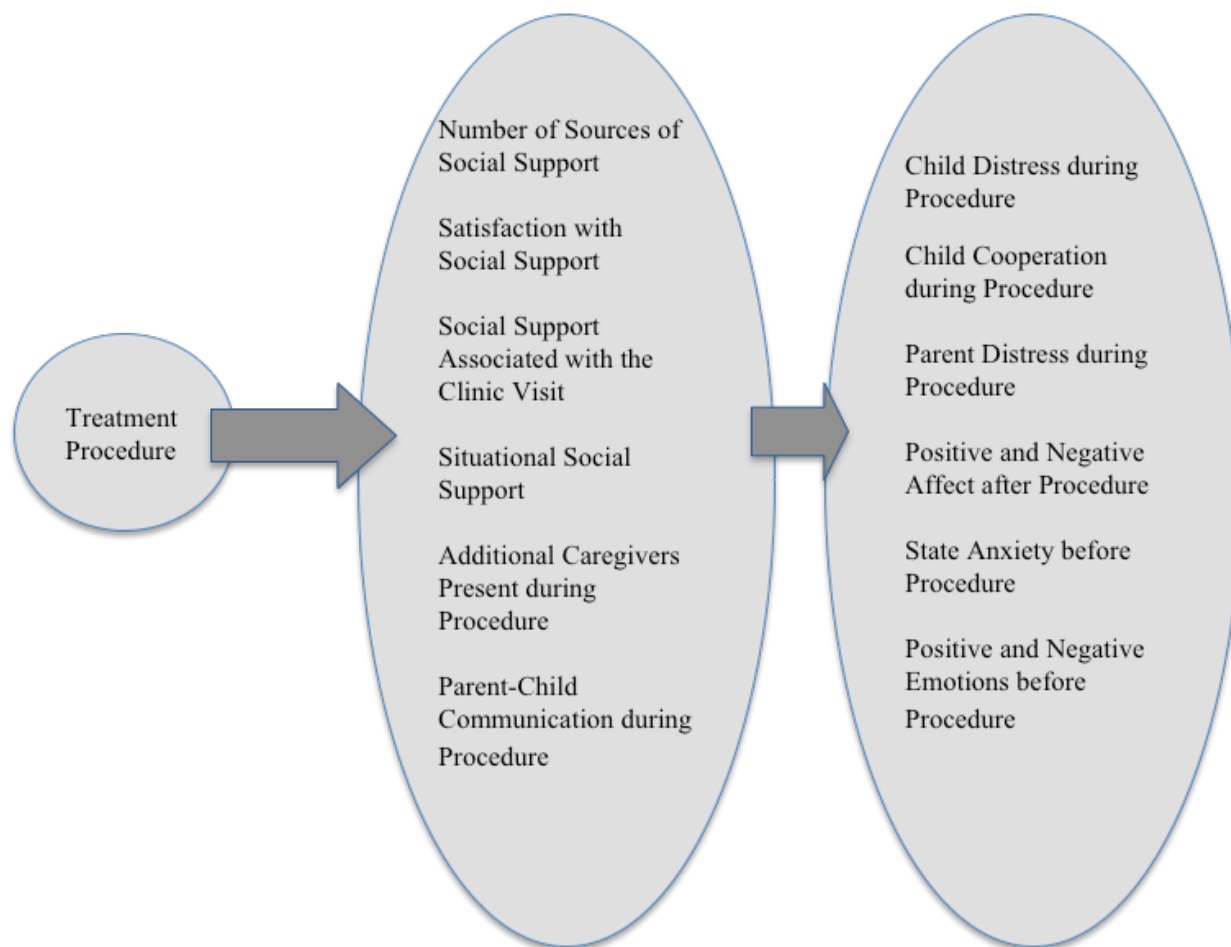 Treatment
Procedure
Number of Sources of
Social Support
Satisfaction with
Social Support
Social Support
Associated with the
Clinic Visit
Situational Social
Support
Additional Caregivers
Present during
Procedure
Parent-Child
Communication during
Procedure
Child Distress during
Procedure
Child Cooperation
during Procedure
Parent Distress during
Procedure
Positive and Negative
Affect after Procedure
State Anxiety before
Procedure
Positive and Negative
Emotions before
Procedure